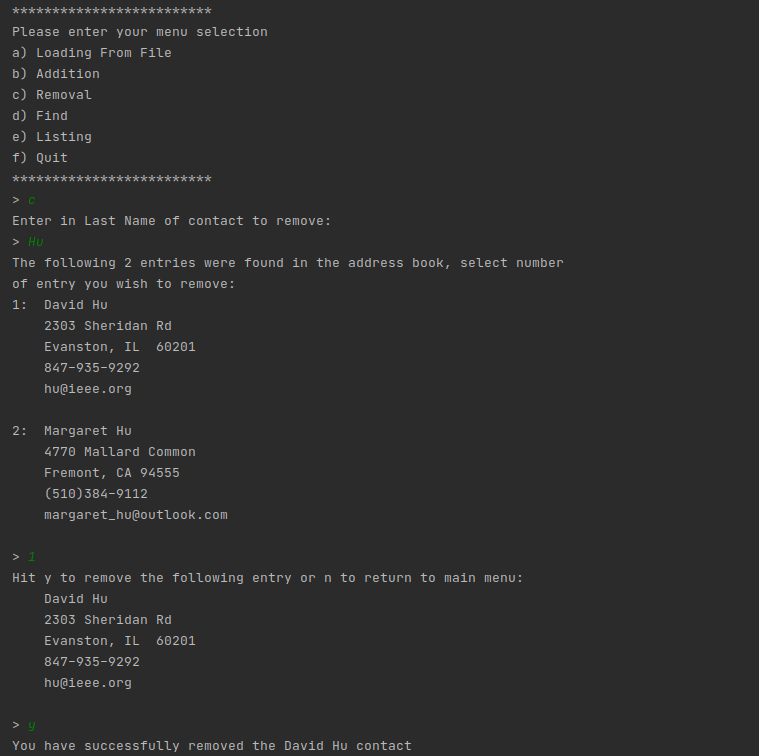 *************************
Please enter your menu selection
a) Loading From File
b) Addition
c) Removal
d) Find
e) Listing
f) Quit
*************************
> c
Enter in Last Name of contact to remove:
> Hu
The following 2 entries were found in the address book, select number
of entry you wish to remove:
1:  David Hu
    2303 Sheridan Rd
    Evanston, IL  60201
    847-935-9292
    hu@ieee.org

2:  Margaret Hu
    4770 Mallard Common
    Fremont, CA 94555
    (510)384-9112
    margaret_hu@outlook.com

> 1
Hit y to remove the following entry or n to return to main menu:
    David Hu
    2303 Sheridan Rd
    Evanston, IL  60201
    847-935-9292
    hu@ieee.org

> y
You have successfully removed the David Hu contact